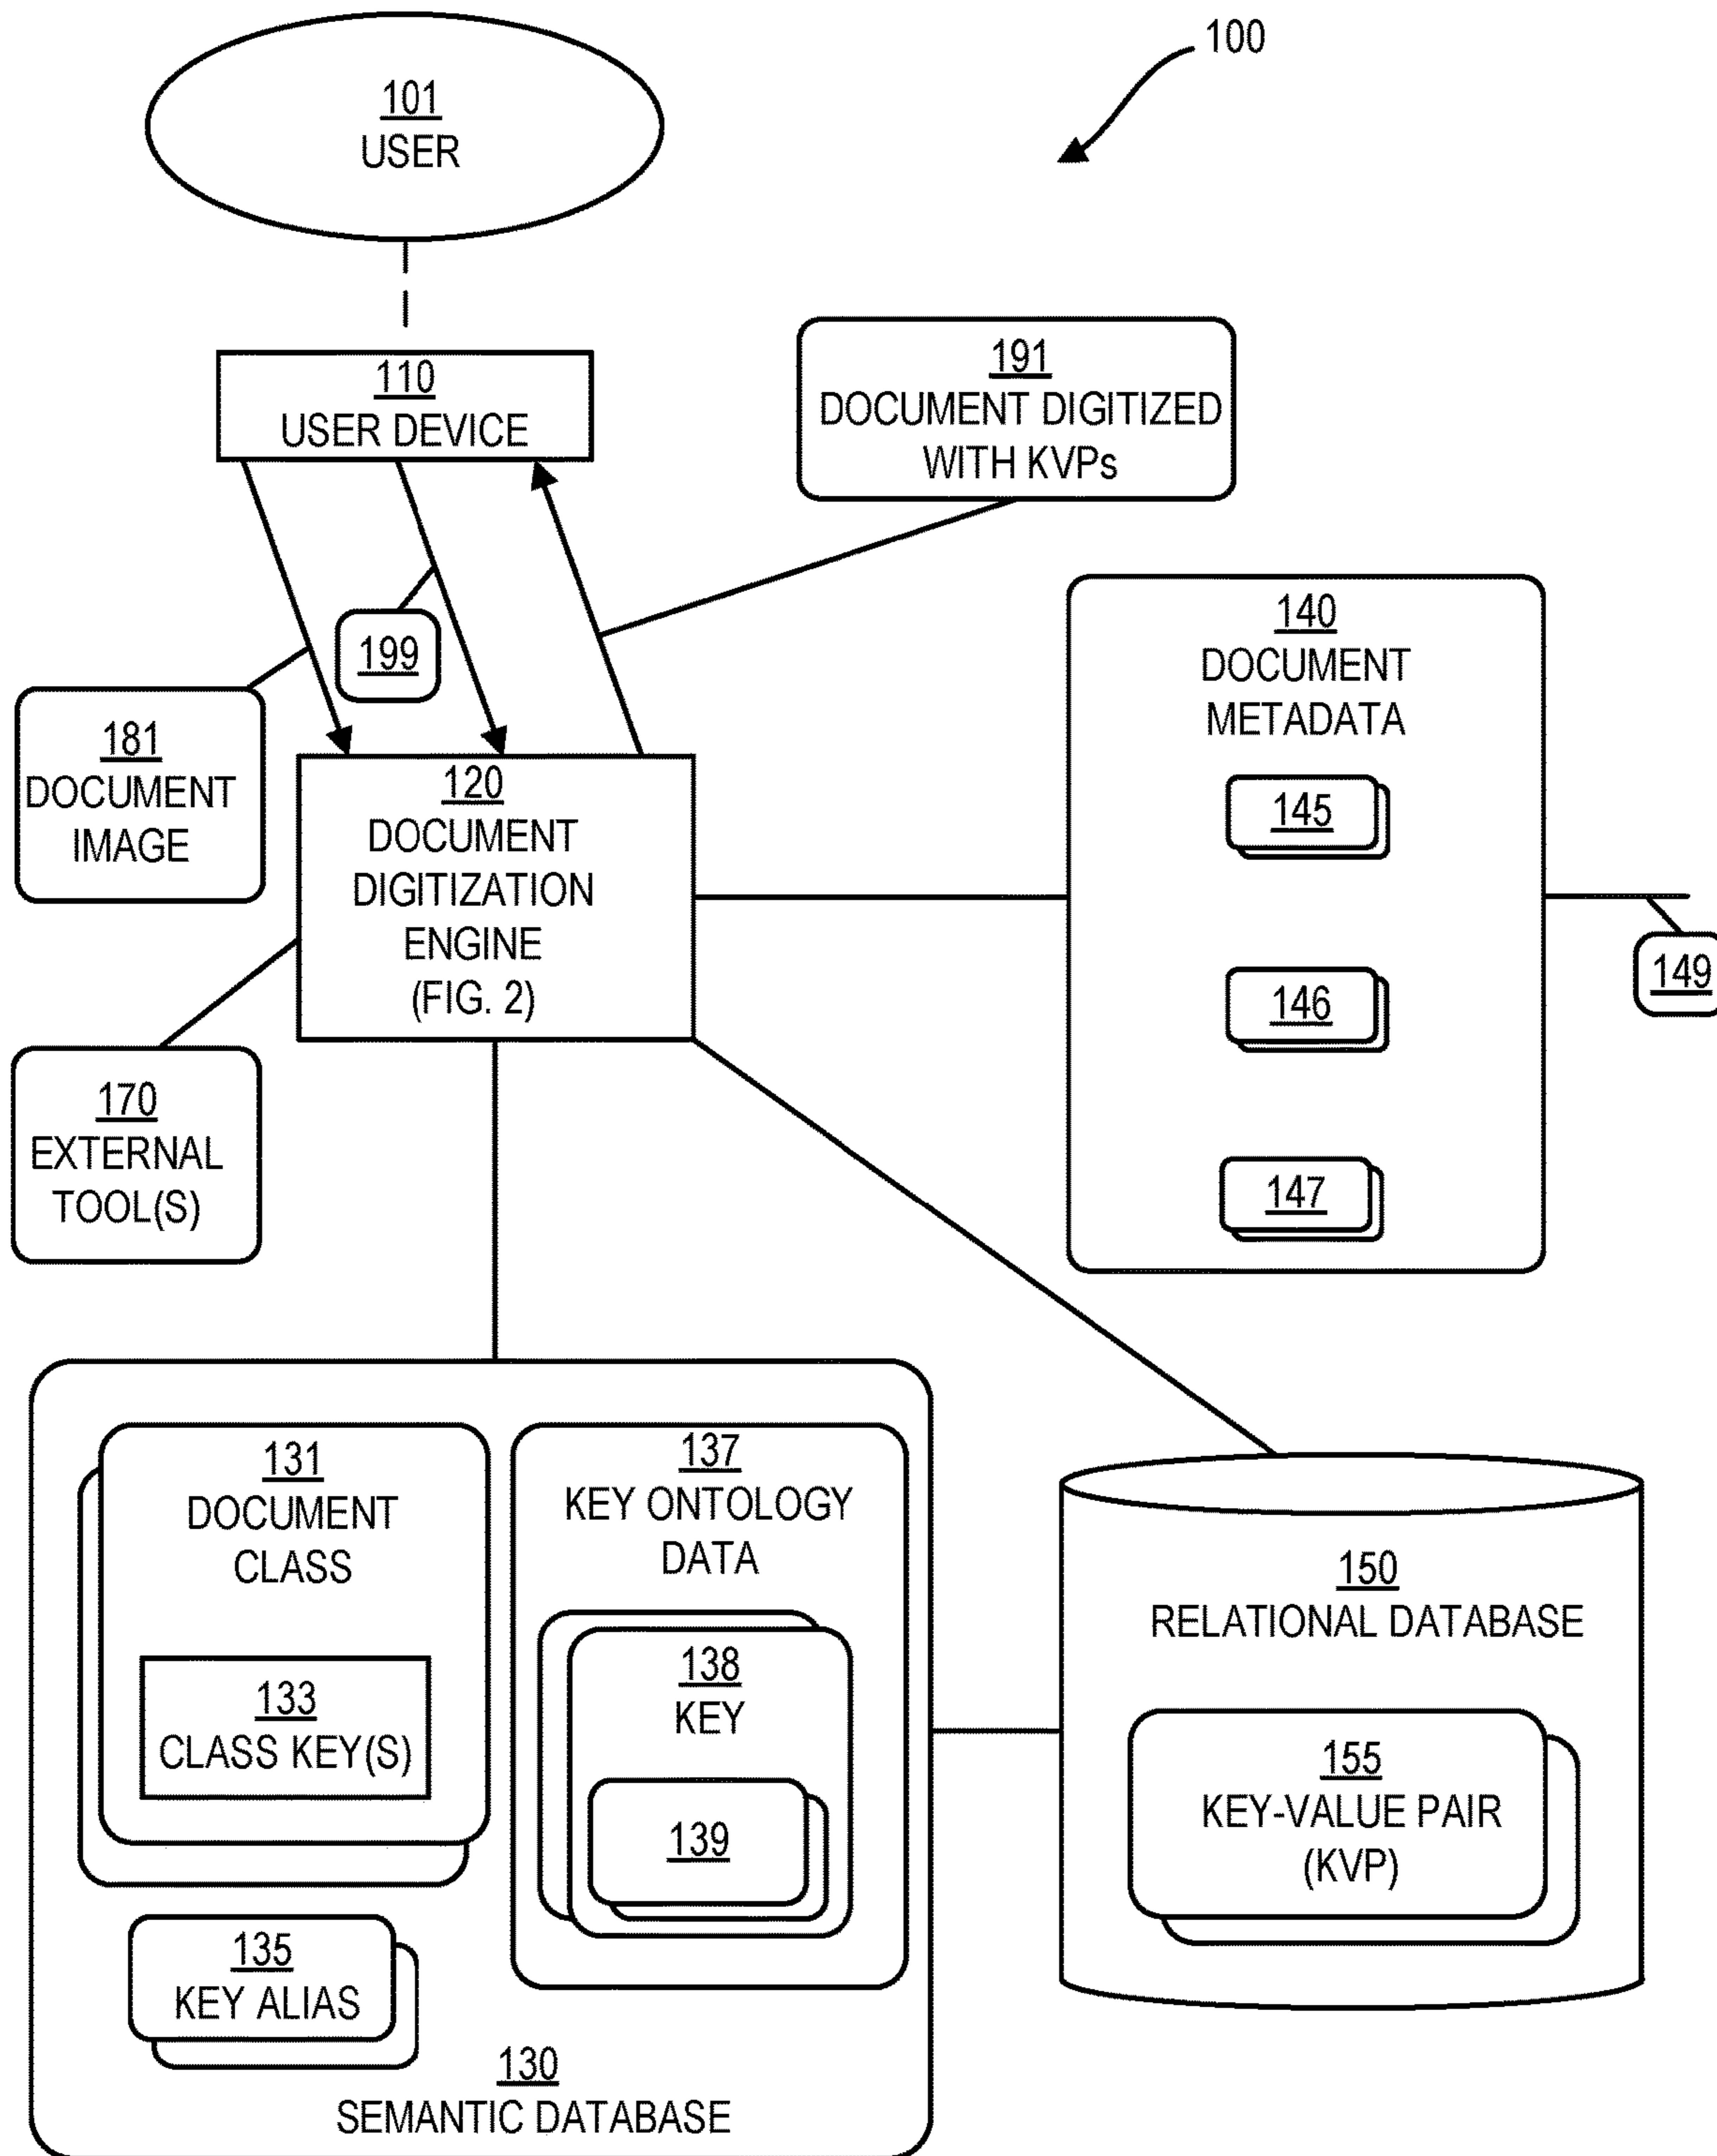 100
101
USER
110
USER DEVICE
191
DOCUMENT DIGITIZED
WITH KVPs
199
181
DOCUMENT
IMAGE
120
DOCUMENT
DIGITIZATION
ENGINE
(FIG. 2)
140
DOCUMENT
METADATA
145
146
147
149
170
EXTERNAL
TOOL(S)
131
DOCUMENT
CLASS
133
CLASS KEY(S)
135
KEY ALIAS
137
KEY ONTOLOGY
DATA
138
KEY
139
130
SEMANTIC DATABASE
150
RELATIONAL DATABASE
155
KEY-VALUE PAIR
(KVP)